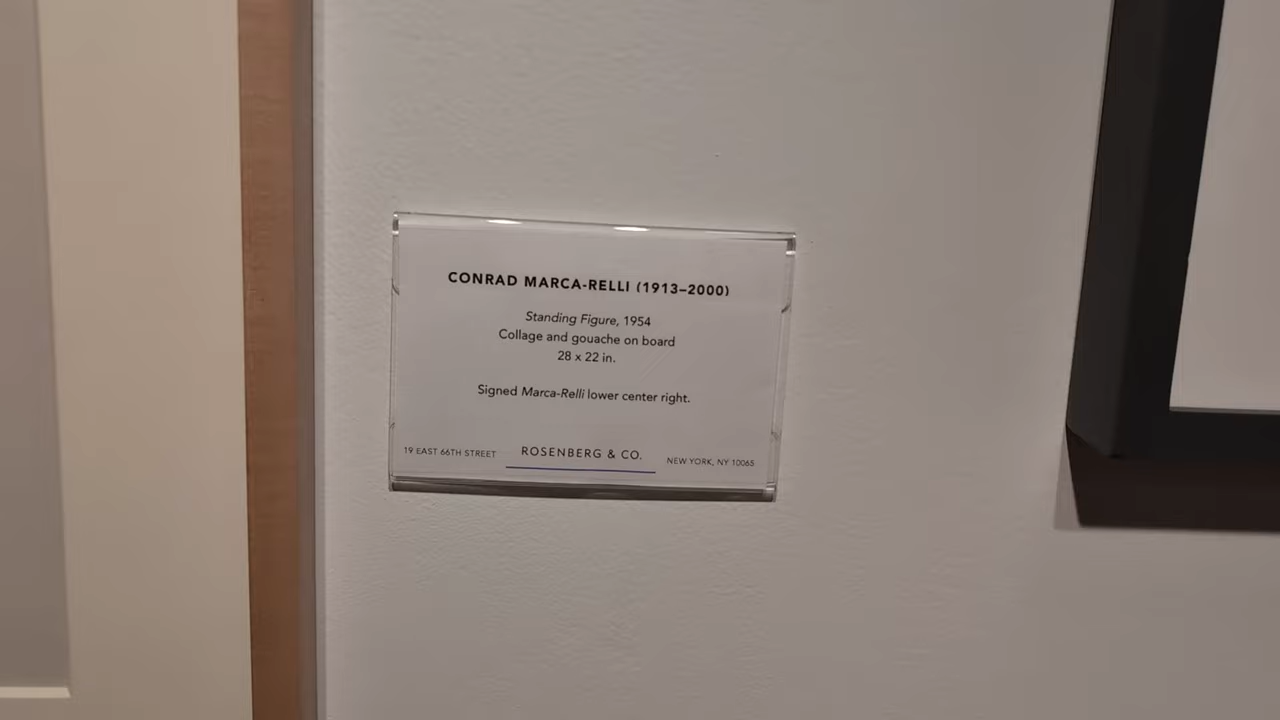 CONRAD MARCA-RELLI (1913–2000)
Standing Figure, 1954
Collage and gouache on board
28 x 22 in.
Signed Marca-Relli lower center right.
19 EAST 66TH STREET ROSENBERG & CO. NEW YORK, NY 10065